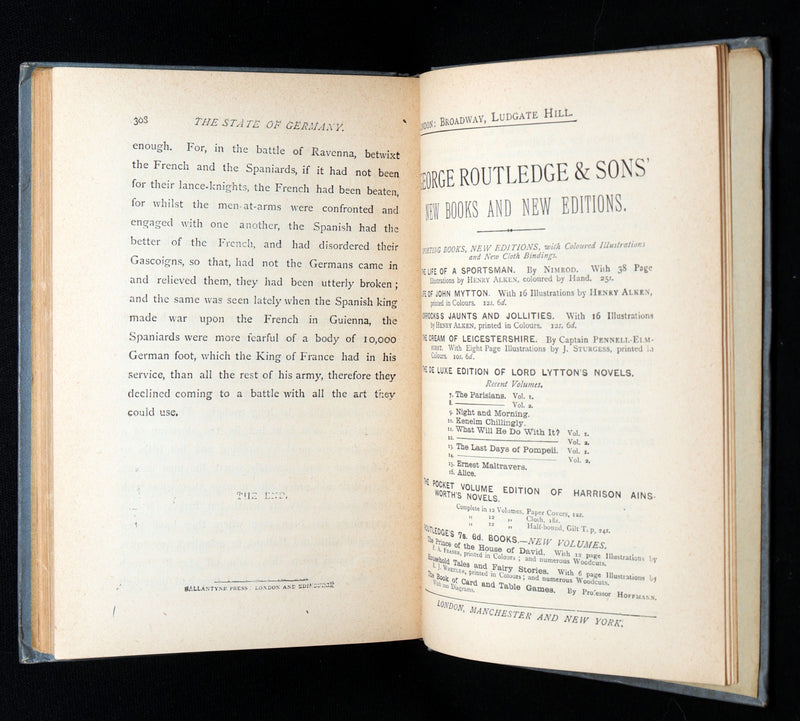 308 THE STATE OF GERMANY.
enough. For, in the battle of Ravenna, betwixt
the French and the Spaniards, if it had not been
for their lance-knights, the French had been beaten,
for whilst the men-at-arms were confronted and
engaged with one another, the Spanish had the
better of the French, and had disordered their
Gascoigns, so that, had not the Germans came in
and relieved them, they had been utterly broken;
and the same was seen lately when the Spanish king
made war upon the French in Guienna, the
Spaniards were more fearful of a body of 10,000
German foot, which the King of France had in his
service, than all the rest of his army, therefore they
declined coming to a battle with all the art they
could use.
THE END.
BALLANTYNE PRESS: LONDON AND EDINBURGH
NDON: BROADWAY, LUDGATE HILL.
EORGE ROUTLEDGE & SONS'
NEW BOOKS AND NEW EDITIONS.
PORTING BOOKS, NEW EDITIONS, with Coloured Illustrations
and New Cloth Bindings.
HE LIFE OF A SPORTSMAN. By NIMROD. With 38 Page
Illustrations by HENRY ALKEN, coloured by Hand. 25s.
IFE OF JOHN MYTTON. With 16 Illustrations by HENRY ALKEN,
printed in Colours. 12s. 6d.
ORROCKS'S JAUNTS AND JOLLITIES. With 16 Illustrations
by HENRY ALKEN, printed in Colours. 12s. 6d.
HE CREAM OF LEICESTERSHIRE. By Captain PENNELL-ELM-
HIRST. With Eight Page Illustrations by J. STURGESS, printed in
Colours. 10s. 6d.
THE DE LUXE EDITION OF LORD LYTTON'S NOVELS.
Recent Volumes.
7. The Parisians. Vol. 1.
8. ——— Vol. 2.
9. Night and Morning.
10. Kenelm Chillingly.
11. What Will He Do With It? Vol. 1.
12. ——— Vol. 2.
13. The Last Days of Pompeii. Vol. 1.
14. ——— Vol. 2.
15. Ernest Maltravers.
16. Alice.
THE POCKET VOLUME EDITION OF HARRISON AINS-
WORTH'S NOVELS.
Complete in 12 Volumes, Paper Covers, 12s.
" 12 " Cloth, 18s.
" 12 " Half-bound, Gilt T. p, 24s.
ROUTLEDGE'S 7s. 6d. BOOKS.—NEW VOLUMES.
The Prince of the House of David. With 12 page Illustrations by
F. A. FRASER, printed in Colours; and numerous Woodcuts.
Household Tales and Fairy Stories. With 6 page Illustrations by
J. WHEELER, printed in Colours; and numerous Woodcuts.
The Book of Card and Table Games. By Professor HOFFMANN.
With 200 Diagrams.
LONDON, MANCHESTER AND NEW YORK.